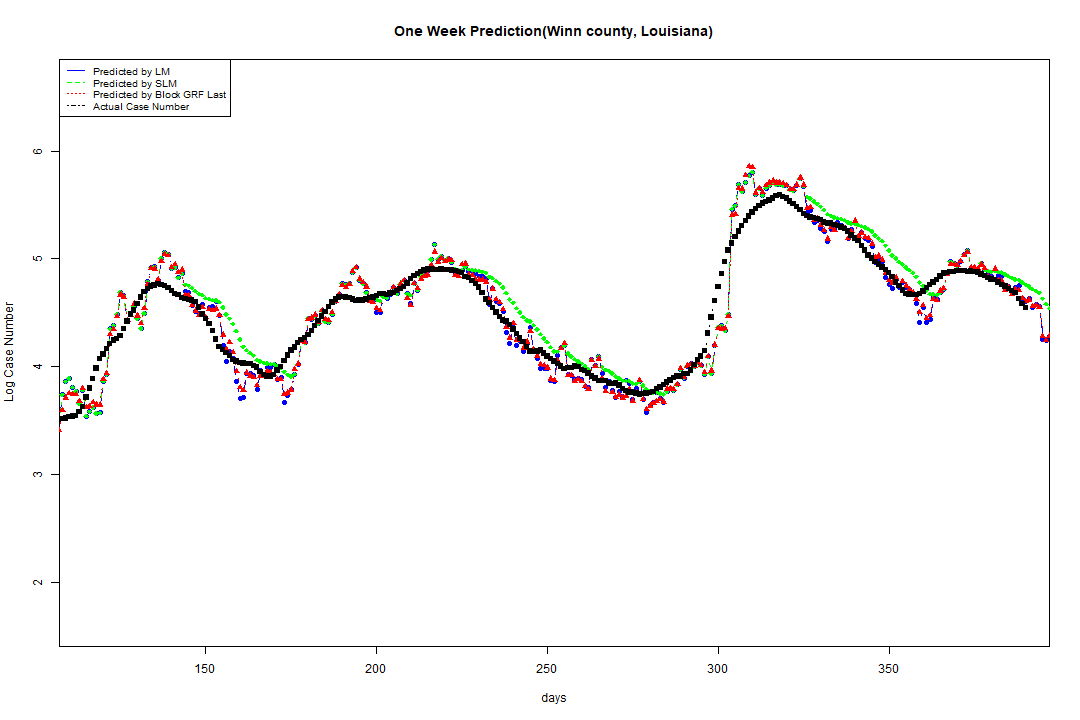 One Week Prediction(Winn county, Louisiana)
Predicted by LM
Predicted by SLM
Predicted by Block GRF Last
Actual Case Number
6
5
4
3
2
Log Case Number
150 200 250 300 350
days